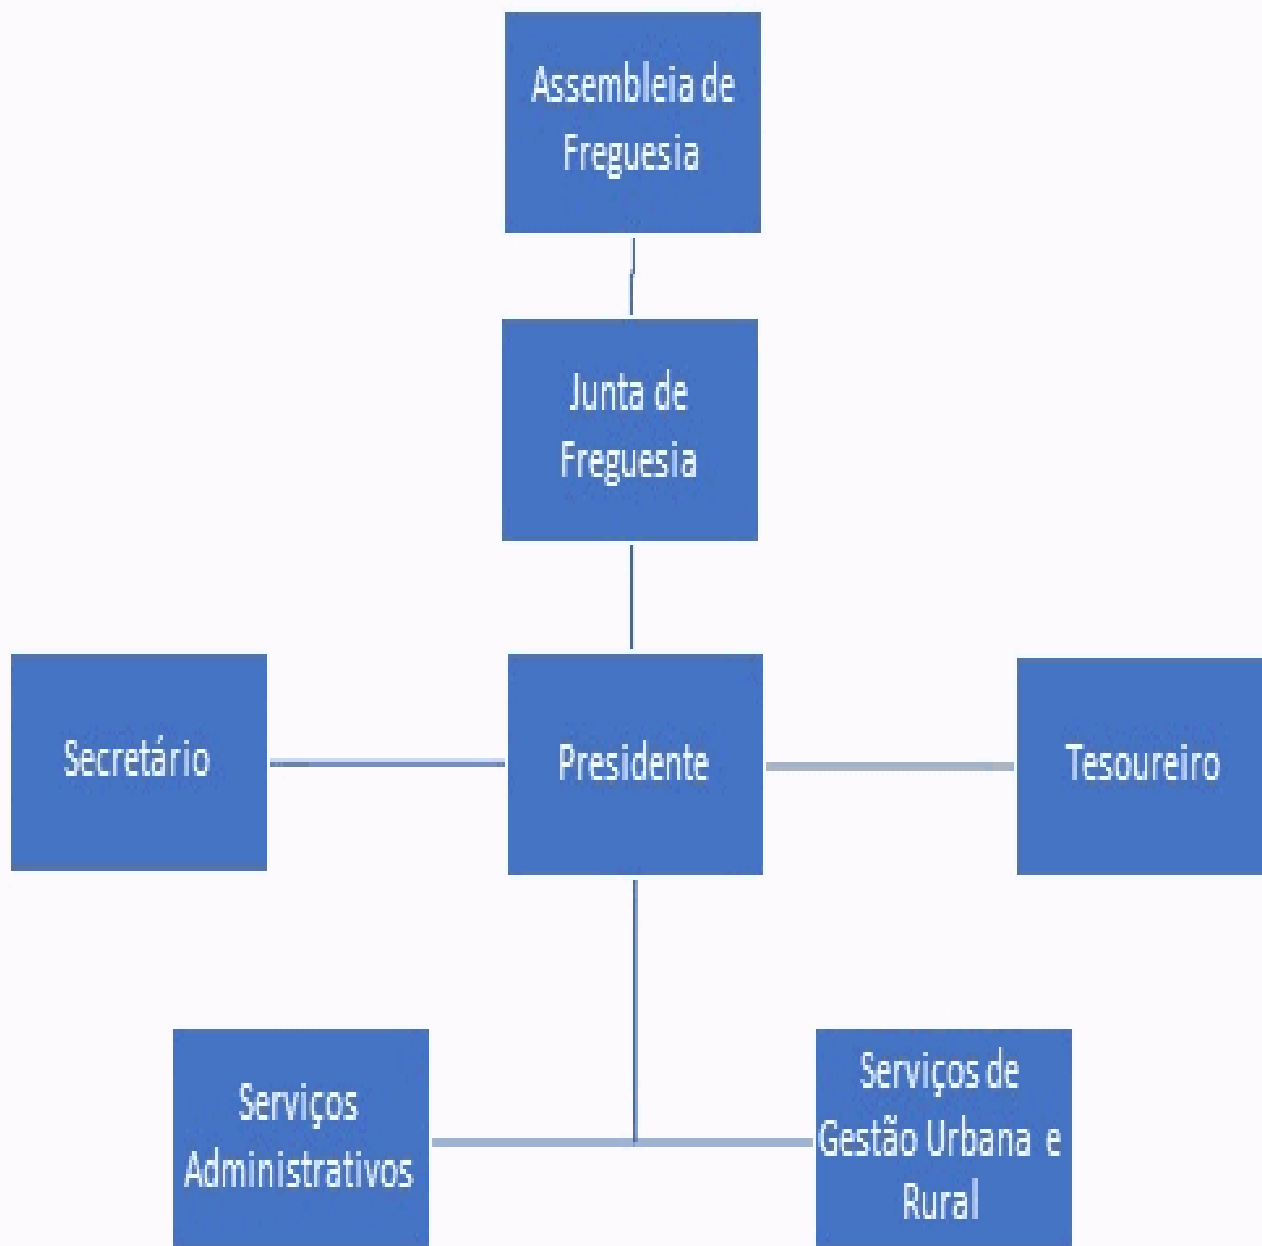 Assembleia de
Freguesia
Junta de
Freguesia
Secretário
Presidente
Tesoureiro
Serviços
Administrativos
Serviços de
Gestão Urbana e
Rural